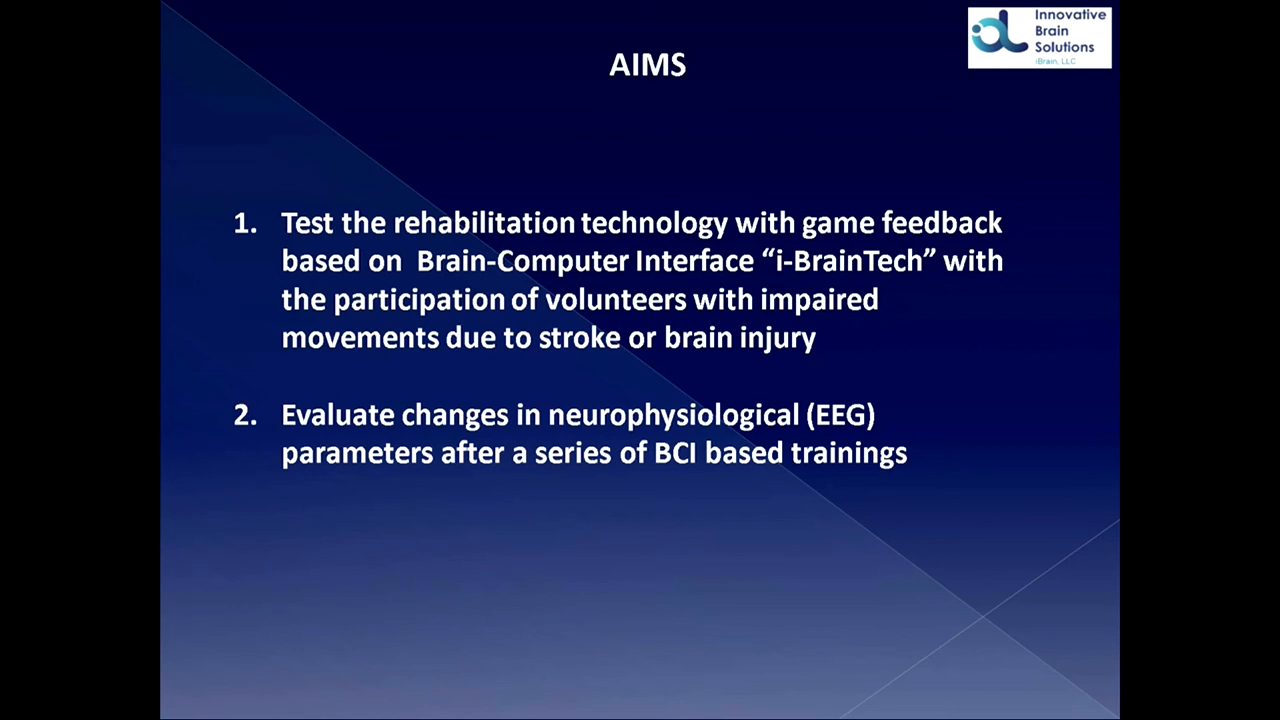 Innovative
Brain
Solutions
iBrain, LLC
AIMS
1. Test the rehabilitation technology with game feedback
based on Brain-Computer Interface “i-BrainTech” with
the participation of volunteers with impaired
movements due to stroke or brain injury
2. Evaluate changes in neurophysiological (EEG)
parameters after a series of BCI based trainings